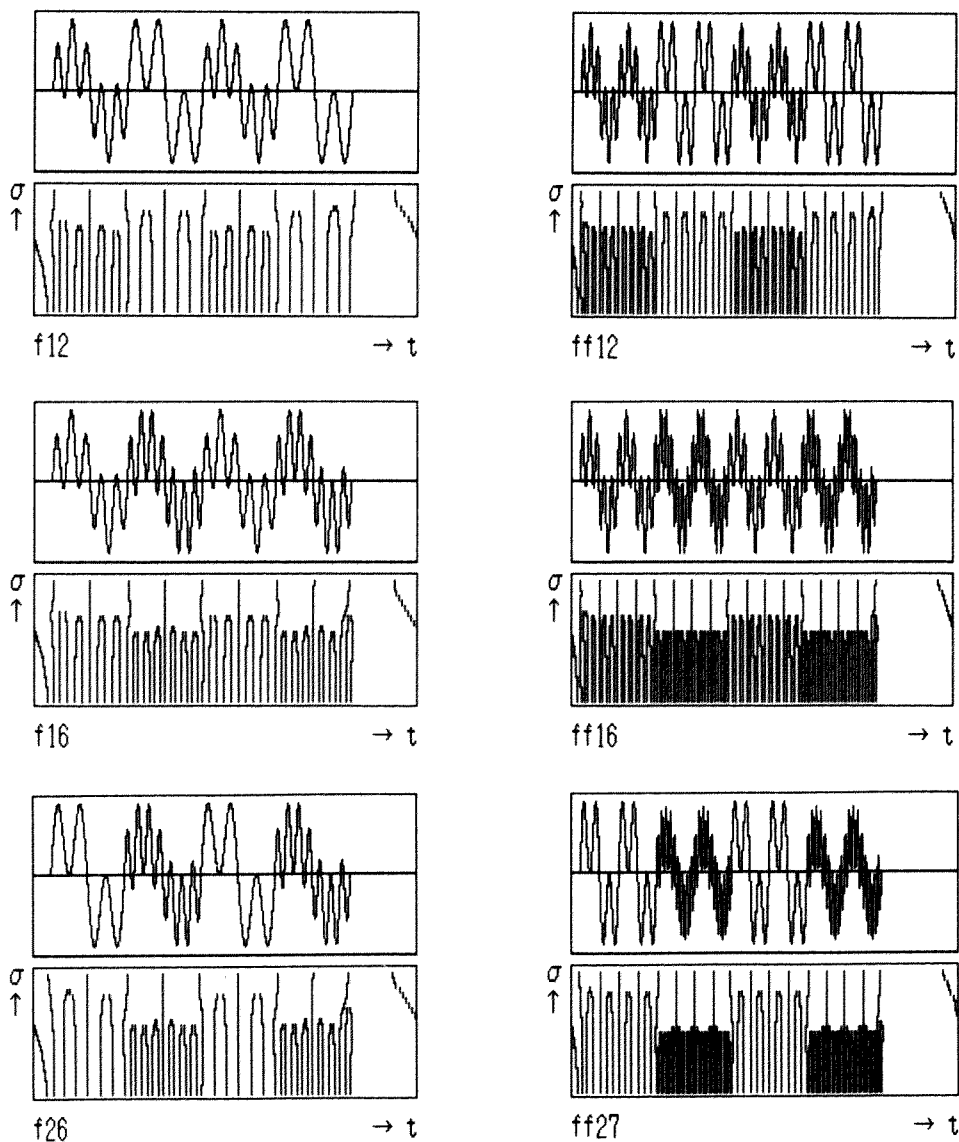 σ
↑
f12 → t
σ
↑
ff12 → t
σ
↑
f16 → t
σ
↑
ff16 → t
σ
↑
f26 → t
σ
↑
ff27 → t